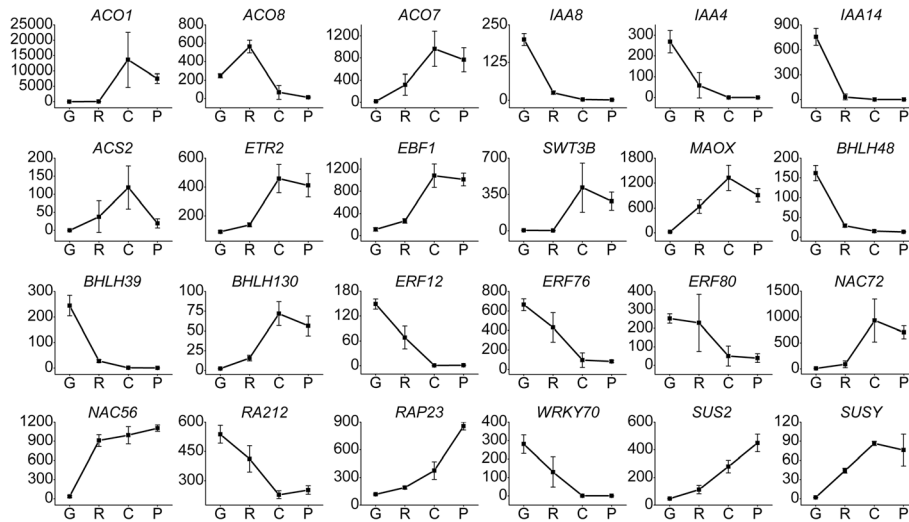 ACO1 ACO8 ACO7 IAA8 IAA4 IAA14
25000 800 1200 250 300 900
20000 600 800 125 200 600
15000 400 400 0 100 300
10000 200 0 0 0
5000 0
0
G R C P G R C P G R C P G R C P G R C P G R C P
ACS2 ETR2 EBF1 SWT3B MAOX BHLH48
200 600 1200 700 1800 200
150 400 800 350 1200 150
100 200 400 0 600 100
50 0 0 50
0 0
G R C P G R C P G R C P G R C P G R C P G R C P
BHLH39 BHLH130 ERF12 ERF76 ERF80 NAC72
300 100 180 800 400 1500
200 75 120 600 300 1000
100 50 60 400 200 500
0 25 0 200 100 0
0 0 0
G R C P G R C P G R C P G R C P G R C P G R C P
NAC56 RA212 RAP23 WRKY70 SUS2 SUSY
1200 600 900 400 600 120
900 450 600 300 400 90
600 300 300 200 200 60
300 0 100 0 30
0 0 0
G R C P G R C P G R C P G R C P G R C P G R C P